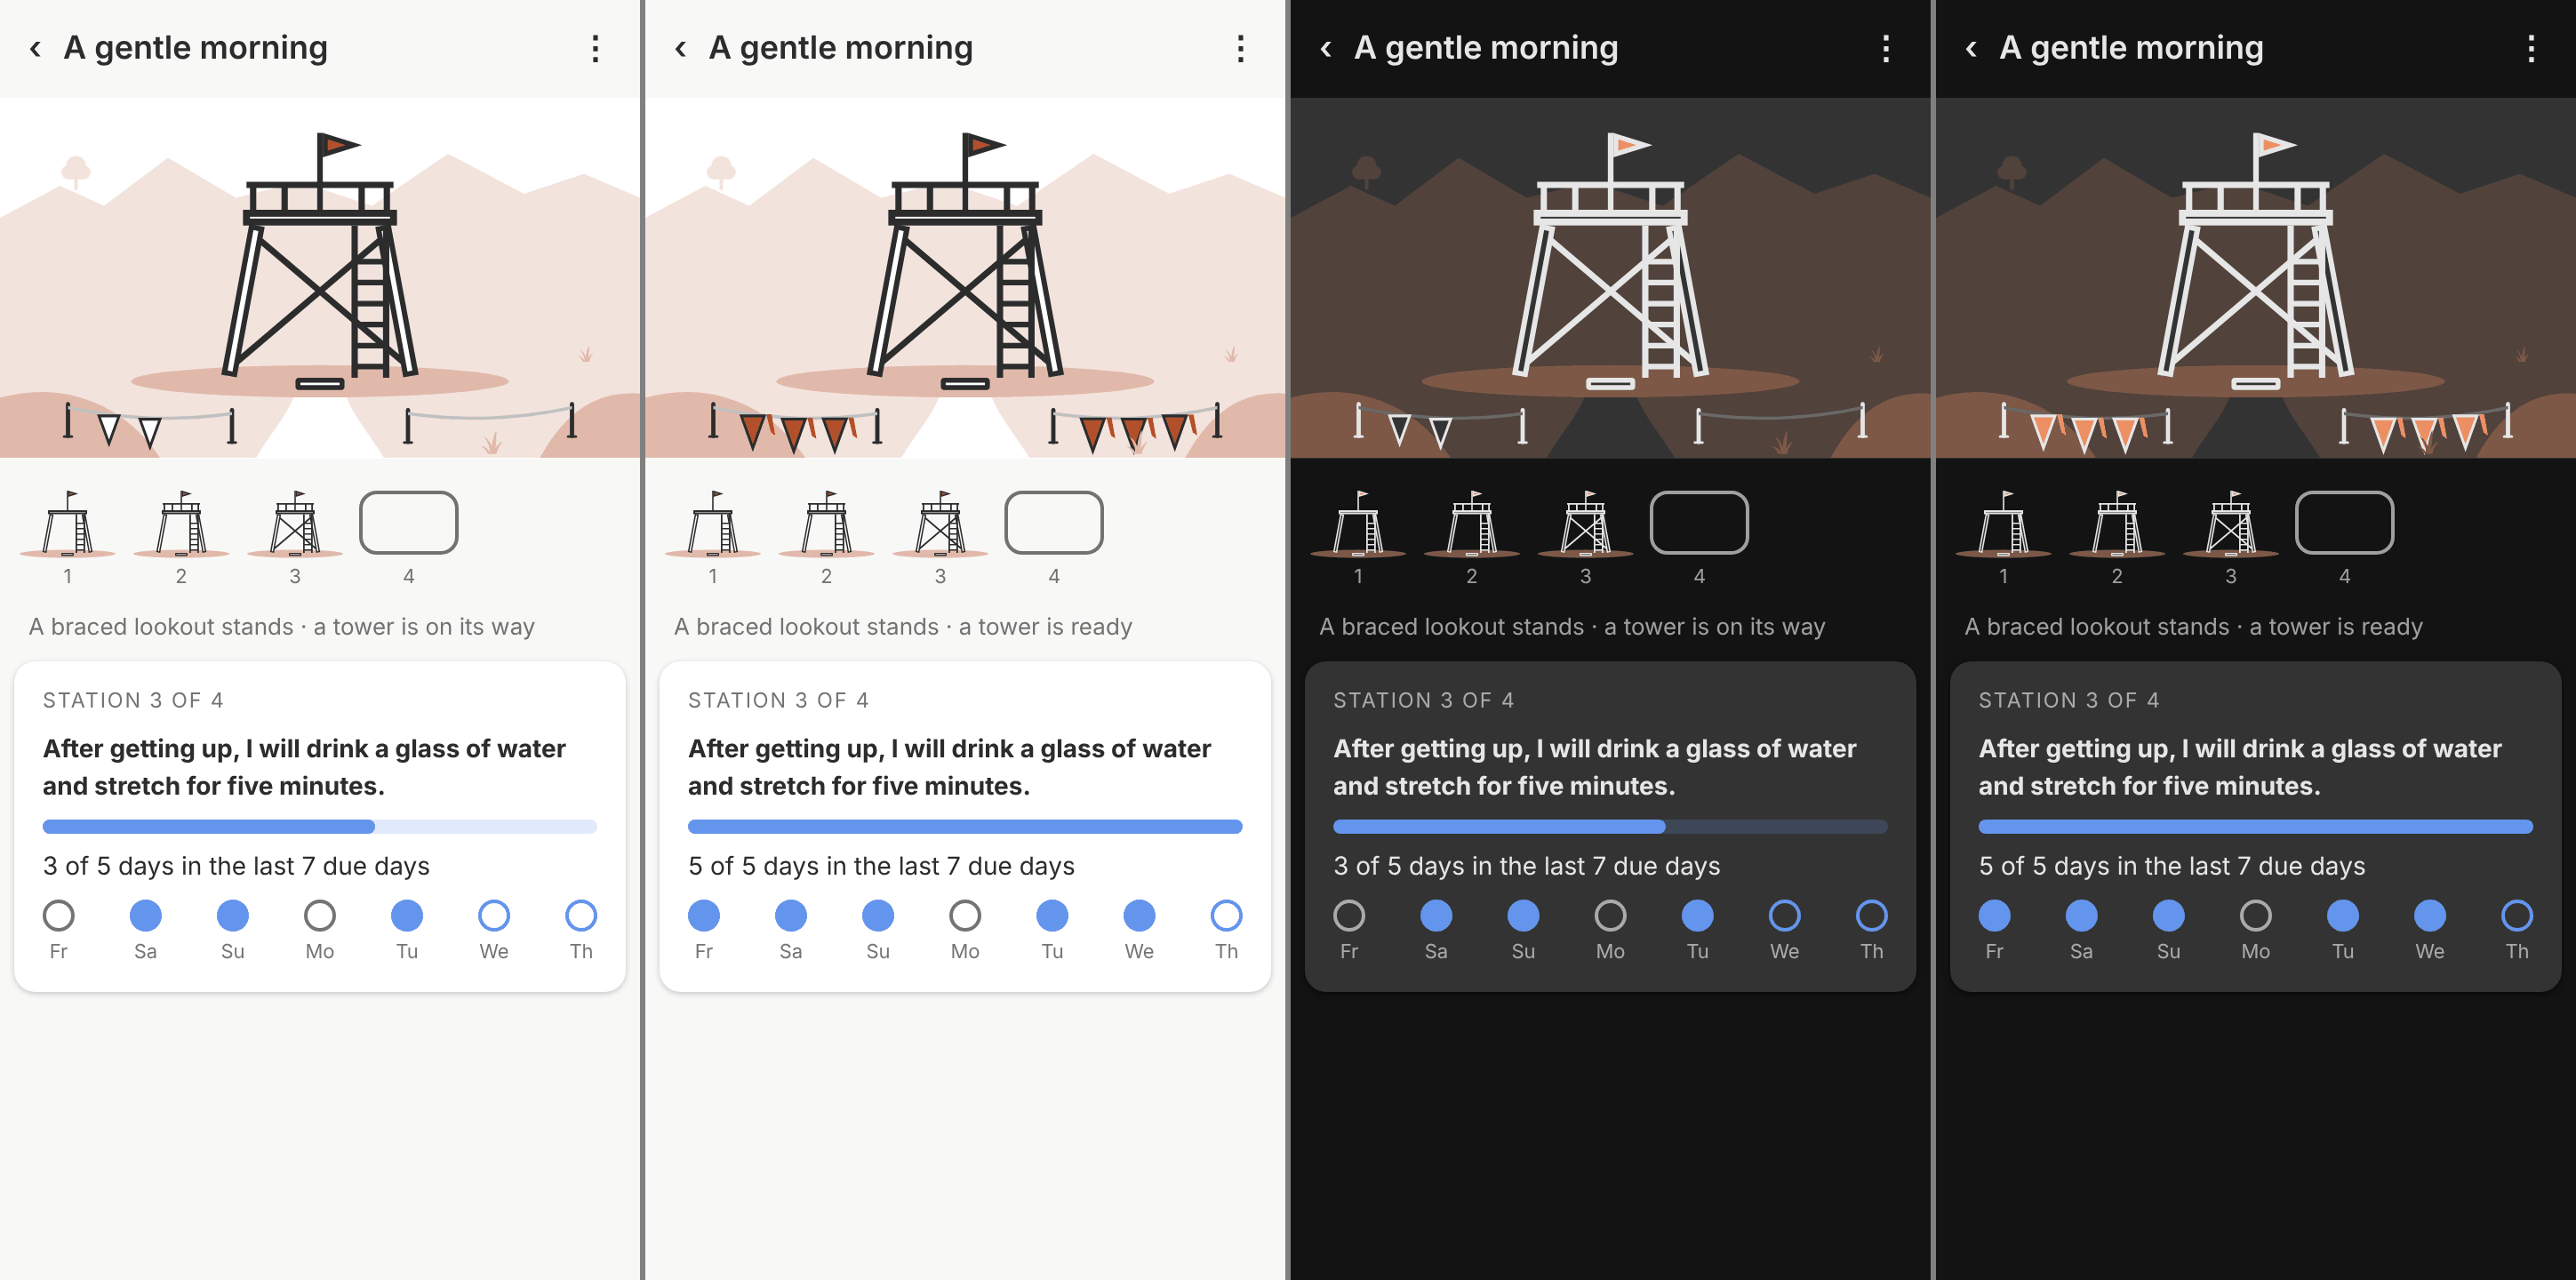 A gentle morning
1 2 3 4
A braced lookout stands · a tower is on its way
STATION 3 OF 4
After getting up, I will drink a glass of water
and stretch for five minutes.
3 of 5 days in the last 7 due days
Fr Sa Su Mo Tu We Th
A gentle morning
1 2 3 4
A braced lookout stands · a tower is ready
STATION 3 OF 4
After getting up, I will drink a glass of water
and stretch for five minutes.
5 of 5 days in the last 7 due days
Fr Sa Su Mo Tu We Th
A gentle morning
1 2 3 4
A braced lookout stands · a tower is on its way
STATION 3 OF 4
After getting up, I will drink a glass of water
and stretch for five minutes.
3 of 5 days in the last 7 due days
Fr Sa Su Mo Tu We Th
A gentle morning
1 2 3 4
A braced lookout stands · a tower is ready
STATION 3 OF 4
After getting up, I will drink a glass of water
and stretch for five minutes.
5 of 5 days in the last 7 due days
Fr Sa Su Mo Tu We Th